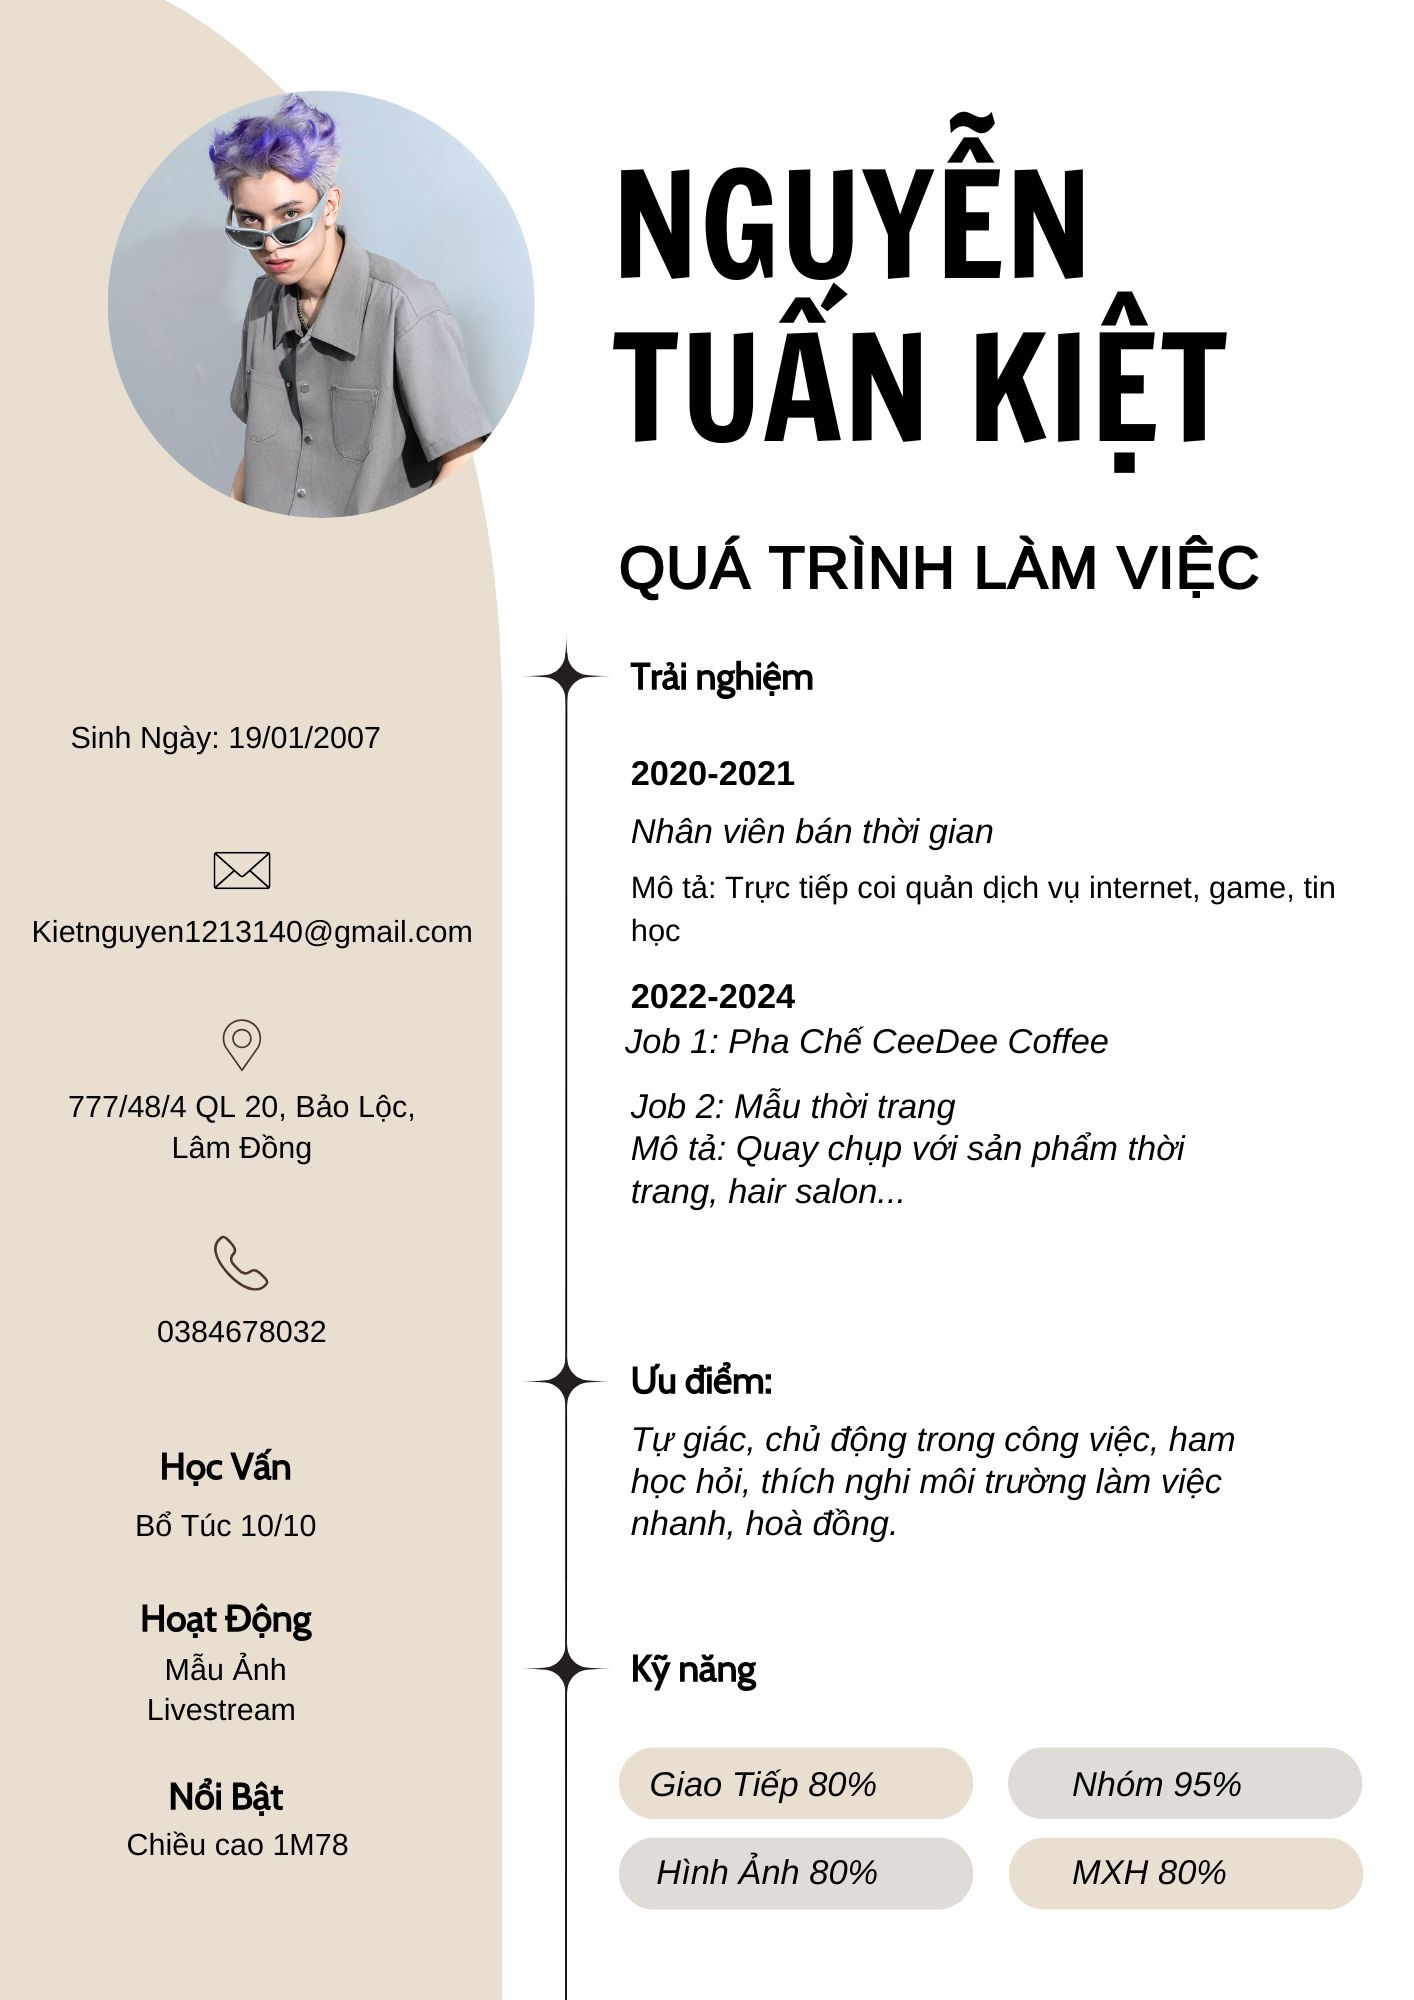 NGUYỄN
TUẤN KIỆT
QUÁ TRÌNH LÀM VIỆC
Sinh Ngày: 19/01/2007
Kietnguyen1213140@gmail.com
777/48/4 QL 20, Bảo Lộc,
Lâm Đồng
0384678032
Học Vấn
Bổ Túc 10/10
Hoạt Động
Mẫu Ảnh
Livestream
Nổi Bật
Chiều cao 1M78
Trải nghiệm
2020-2021
Nhân viên bán thời gian
Mô tả: Trực tiếp coi quản dịch vụ internet, game, tin
học
2022-2024
Job 1: Pha Chế CeeDee Coffee
Job 2: Mẫu thời trang
Mô tả: Quay chụp với sản phẩm thời
trang, hair salon...
Ưu điểm:
Tự giác, chủ động trong công việc, ham
học hỏi, thích nghi môi trường làm việc
nhanh, hoà đồng.
Kỹ năng
Giao Tiếp 80%
Nhóm 95%
Hình Ảnh 80%
MXH 80%